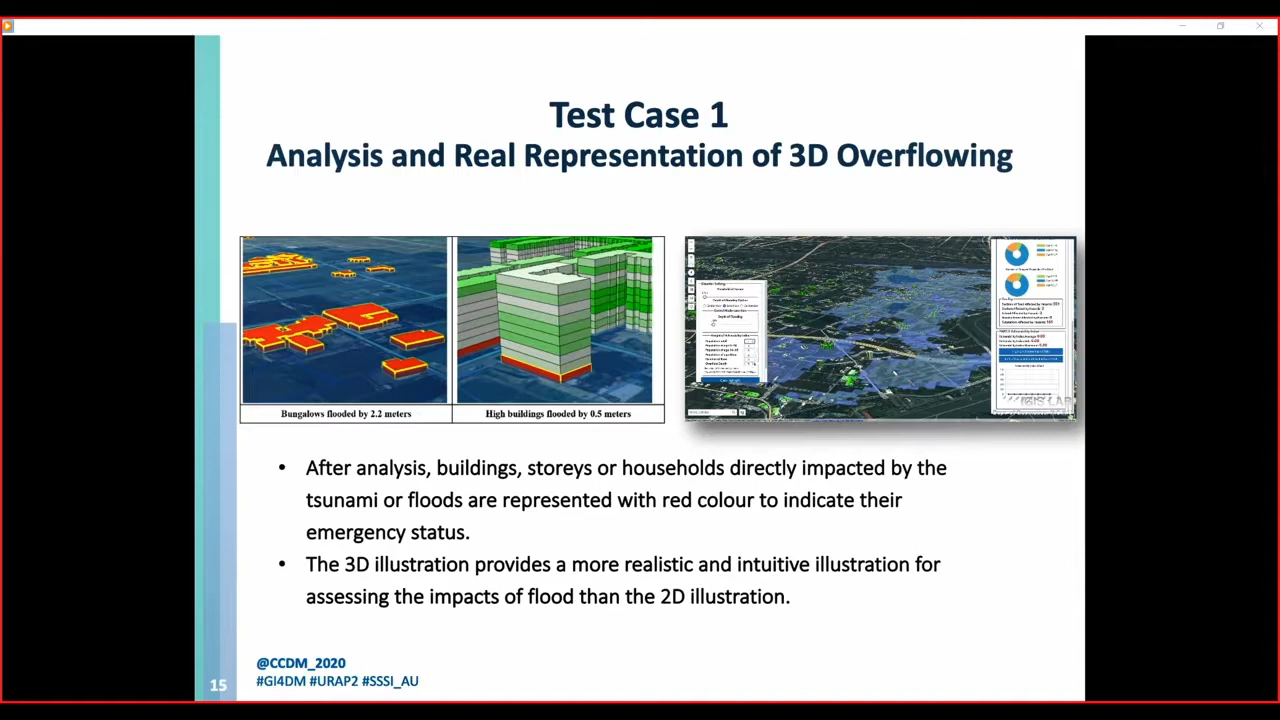 Test Case 1
Analysis and Real Representation of 3D Overflowing
Bungalows flooded by 2.2 meters
High buildings flooded by 0.5 meters
• After analysis, buildings, storeys or households directly impacted by the
tsunami or floods are represented with red colour to indicate their
emergency status.
• The 3D illustration provides a more realistic and intuitive illustration for
assessing the impacts of flood than the 2D illustration.
@CCDM_2020
#GI4DM #URAP2 #SSSI_AU
15